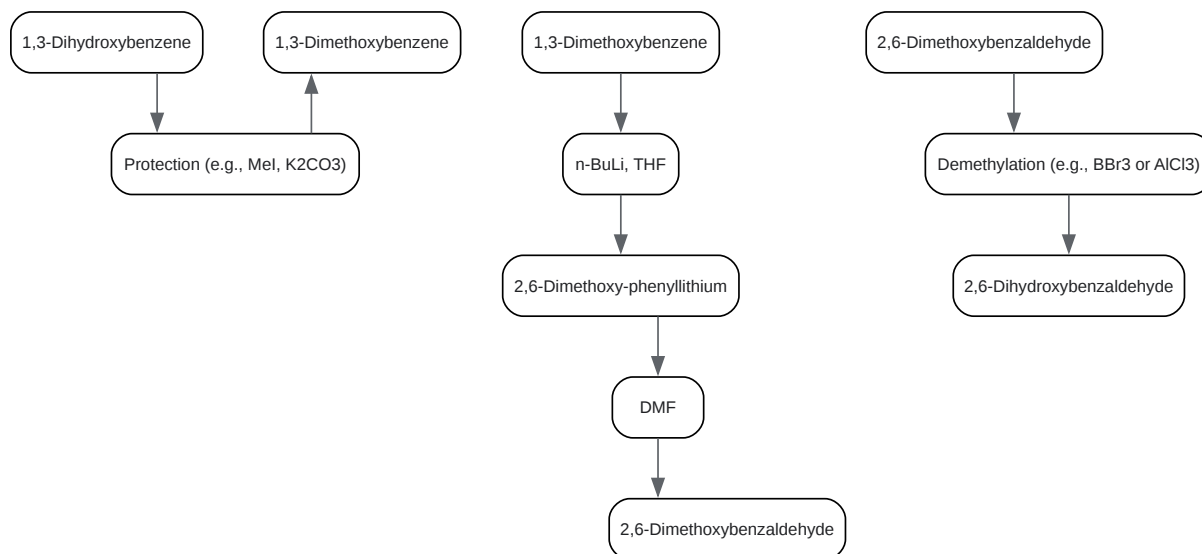 1,3-Dihydroxybenzene
1,3-Dimethoxybenzene
1,3-Dimethoxybenzene
2,6-Dimethoxybenzaldehyde
Protection (e.g., MeI, K2CO3)
n-BuLi, THF
Demethylation (e.g., BBr3 or AlCl3)
2,6-Dimethoxy-phenyllithium
2,6-Dihydroxybenzaldehyde
DMF
2,6-Dimethoxybenzaldehyde